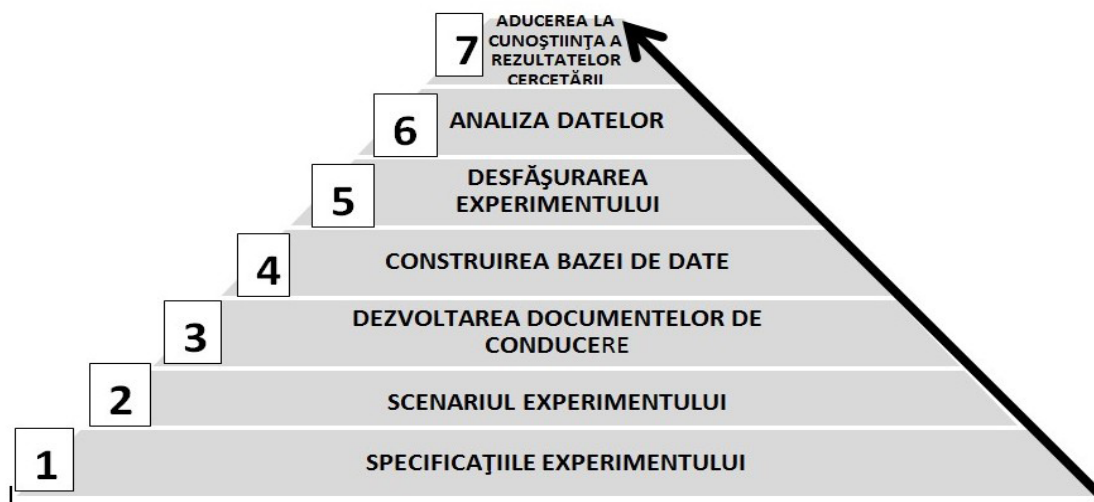 7
ADUCEREA LA
CUNOŞTIINŢA A
REZULTATELOR
CERCETĂRII
6
ANALIZA DATELOR
5
DESFĂŞURAREA
EXPERIMENTULUI
4
CONSTRUIREA BAZEI DE DATE
3
DEZVOLTAREA DOCUMENTELOR DE
CONDUCERE
2
SCENARIUL EXPERIMENTULUI
1
SPECIFICAŢIILE EXPERIMENTULUI